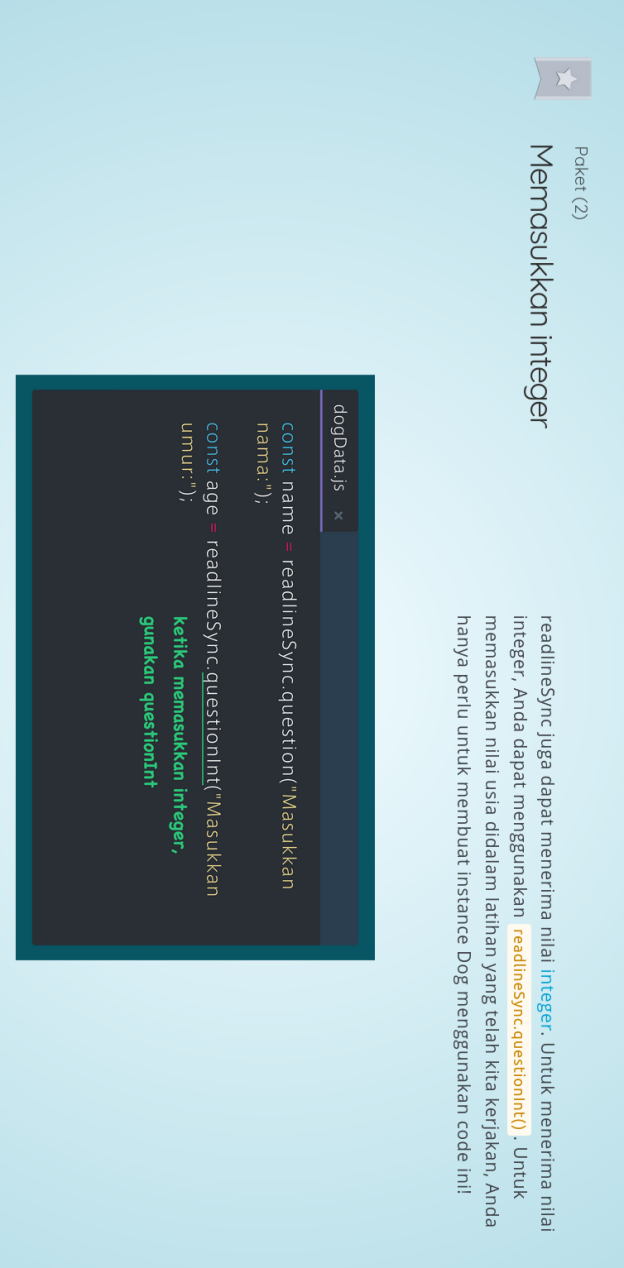 Paket (2)
Memasukkan integer
readlineSync juga dapat menerima nilai integer. Untuk menerima nilai
integer, Anda dapat menggunakan readlineSync.questionInt() . Untuk
memasukkan nilai usia didalam latihan yang telah kita kerjakan, Anda
hanya perlu untuk membuat instance Dog menggunakan code ini!
dogData.js ×
const name = readlineSync.question("Masukkan
nama:");
const age = readlineSync.questionInt("Masukkan
umur:");
ketika memasukkan integer,
gunakan questionInt